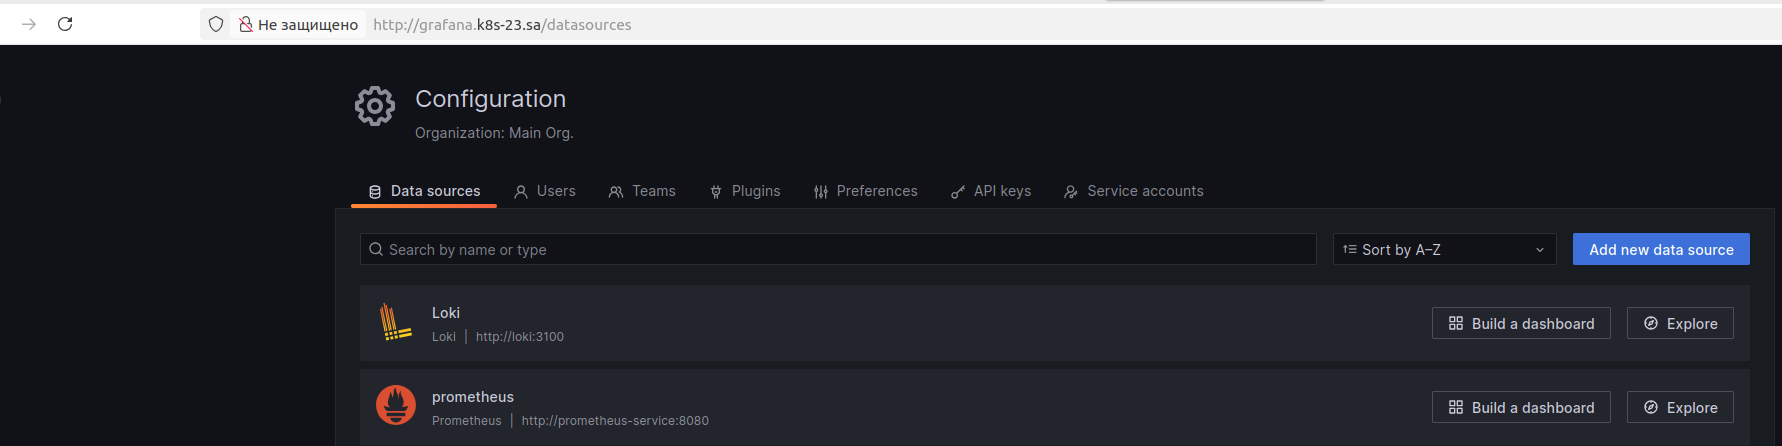 Не защищено http://grafana.k8s-23.sa/datasources
Configuration
Organization: Main Org.
Data sources Users Teams Plugins Preferences API keys Service accounts
Search by name or type Sort by A–Z Add new data source
Loki
Loki | http://loki:3100
Build a dashboard Explore
prometheus
Prometheus | http://prometheus-service:8080
Build a dashboard Explore